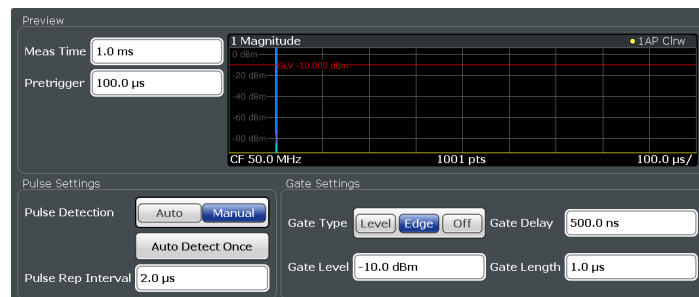 Preview
Meas Time 1.0 ms
Pretrigger 100.0 µs
1 Magnitude 1AP Clrw
0 dBm
GLV -10.000 dBm
-20 dBm
-40 dBm
-60 dBm
-80 dBm
CF 50.0 MHz 1001 pts 100.0 µs/
Pulse Settings
Pulse Detection Auto Manual
Auto Detect Once
Pulse Rep Interval 2.0 µs
Gate Settings
Gate Type Level Edge Off Gate Delay 500.0 ns
Gate Level -10.0 dBm Gate Length 1.0 µs